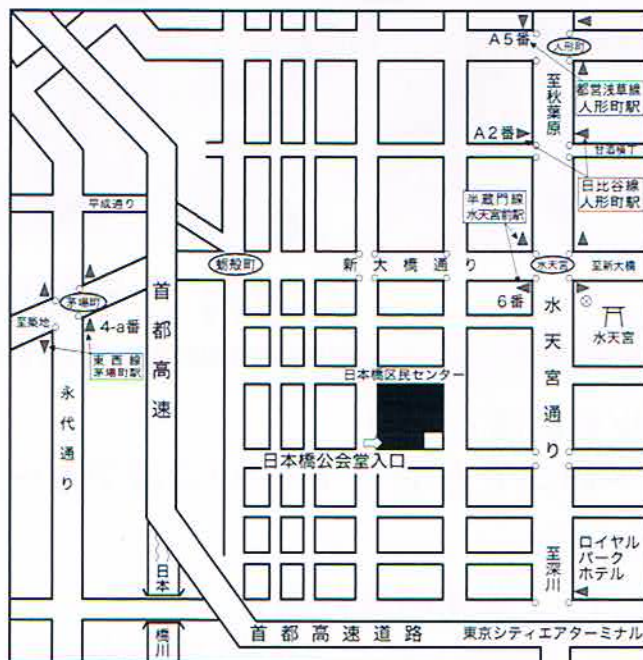 A5番
人形町
至秋葉原
都営浅草線
人形町駅
A2番
甘酒横丁
日比谷線
人形町駅
半蔵門線
水天宮前駅
平成通り
蛎殻町
新大橋通り
水天宮
至新大橋
茅場町
至築地
4-a番
東西線
茅場町駅
首都高速
6番
水天宮
水天宮通り
永代通り
日本橋区民センター
日本橋公会堂入口
至深川
ロイヤル
パーク
ホテル
日本
橋川
首都高速道路
東京シティエアターミナル